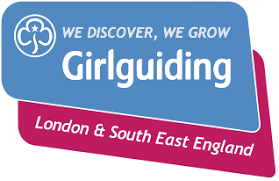 WE DISCOVER, WE GROW
Girlguiding
London & South East England